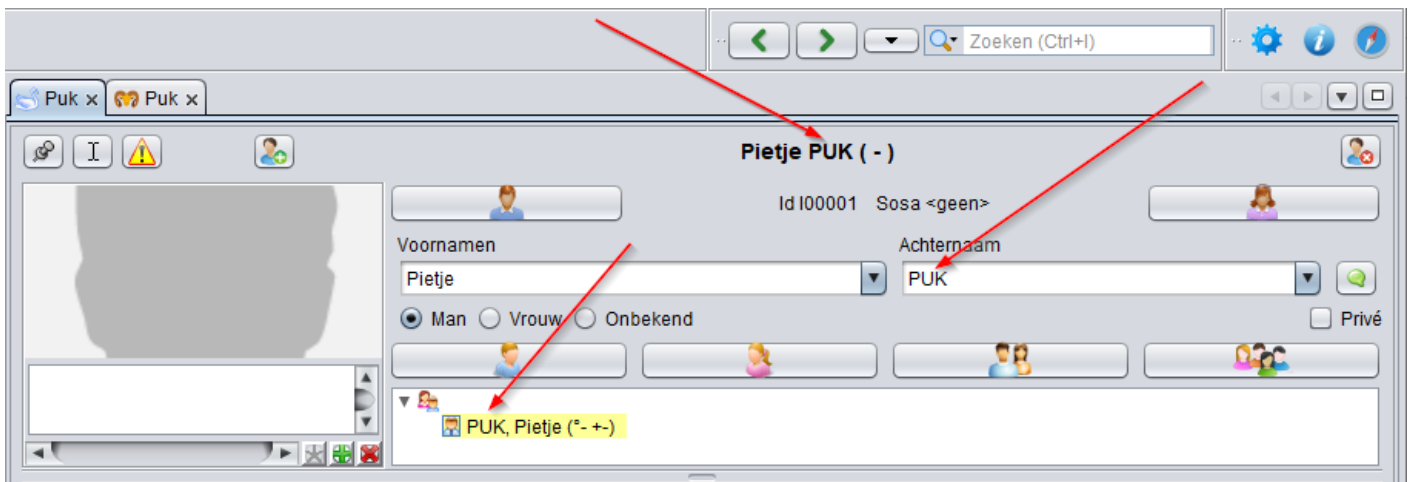 Zoeken (Ctrl+I)
Puk x Puk x
Pietje PUK ( - )
Id I00001 Sosa <geen>
Voornamen Achternaam
Pietje PUK
Man Vrouw Onbekend Privé
PUK, Pietje (°- +-)